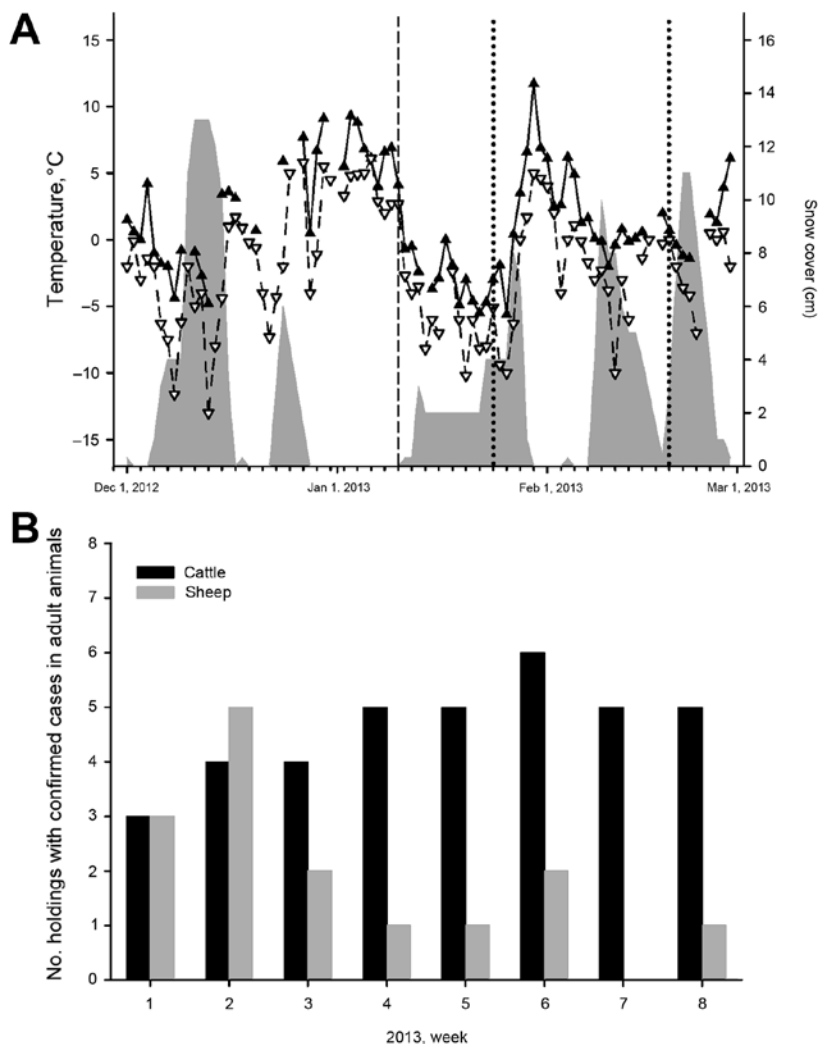 A
Temperature, °C
15
10
5
0
−5
−10
−15
Snow cover (cm)
16
14
12
10
8
6
4
2
0
Dec 1, 2012
Jan 1, 2013
Feb 1, 2013
Mar 1, 2013
B
No. holdings with confirmed cases in adult animals
8
7
6
5
4
3
2
1
0
Cattle
Sheep
1 2 3 4 5 6 7 8
2013, week